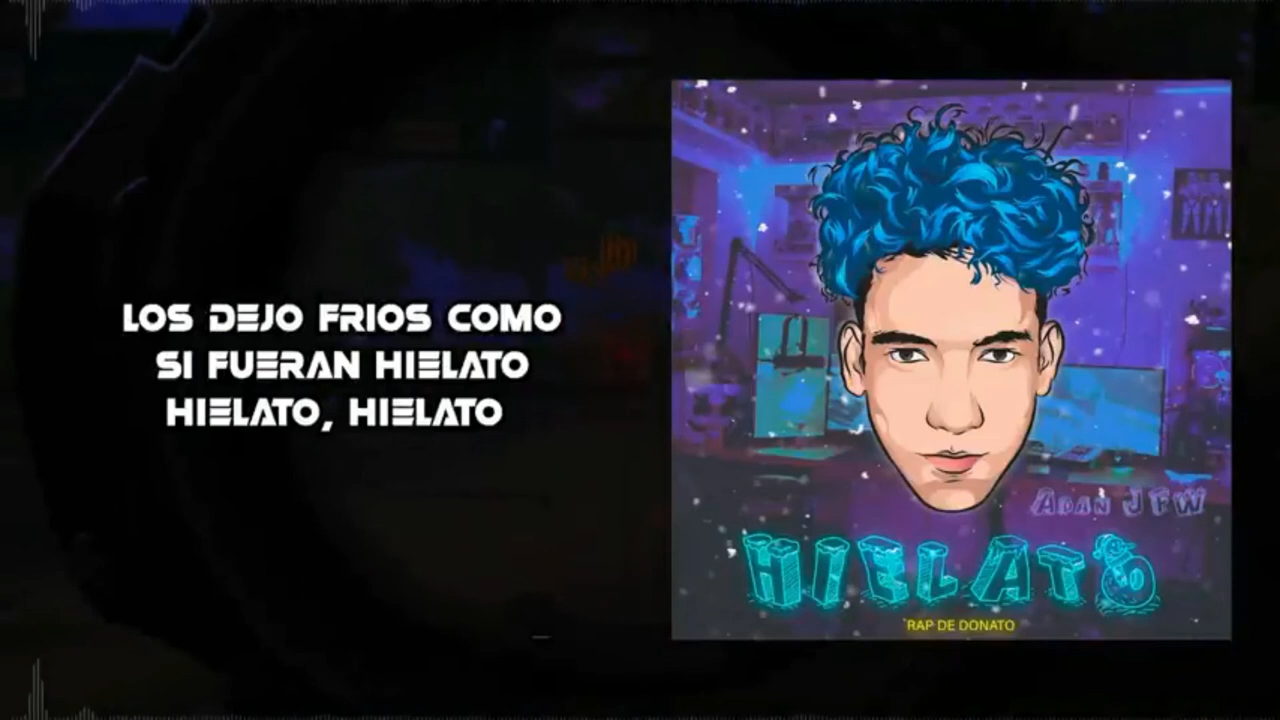 LOS DEJO FRIOS COMO
SI FUERAN HIELATO
HIELATO, HIELATO
ADAN JFW
HIELATO
RAP DE DONATO